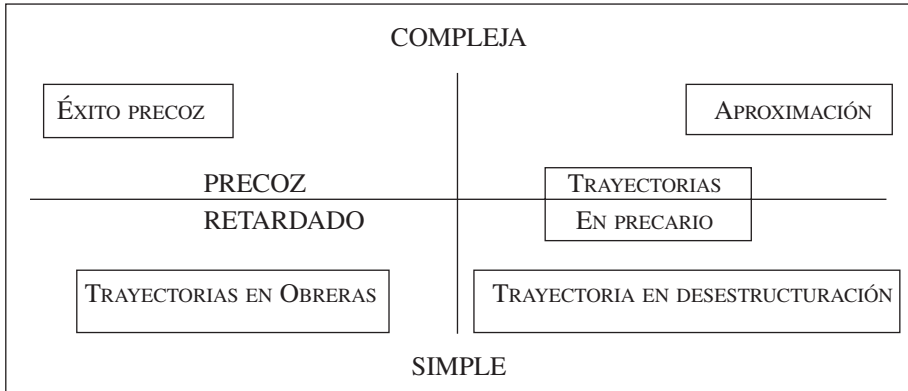 COMPLEJA
ÉXITO PRECOZ
APROXIMACIÓN
PRECOZ
TRAYECTORIAS
RETARDADO
EN PRECARIO
TRAYECTORIAS EN OBRERAS
TRAYECTORIA EN DESESTRUCTURACIÓN
SIMPLE